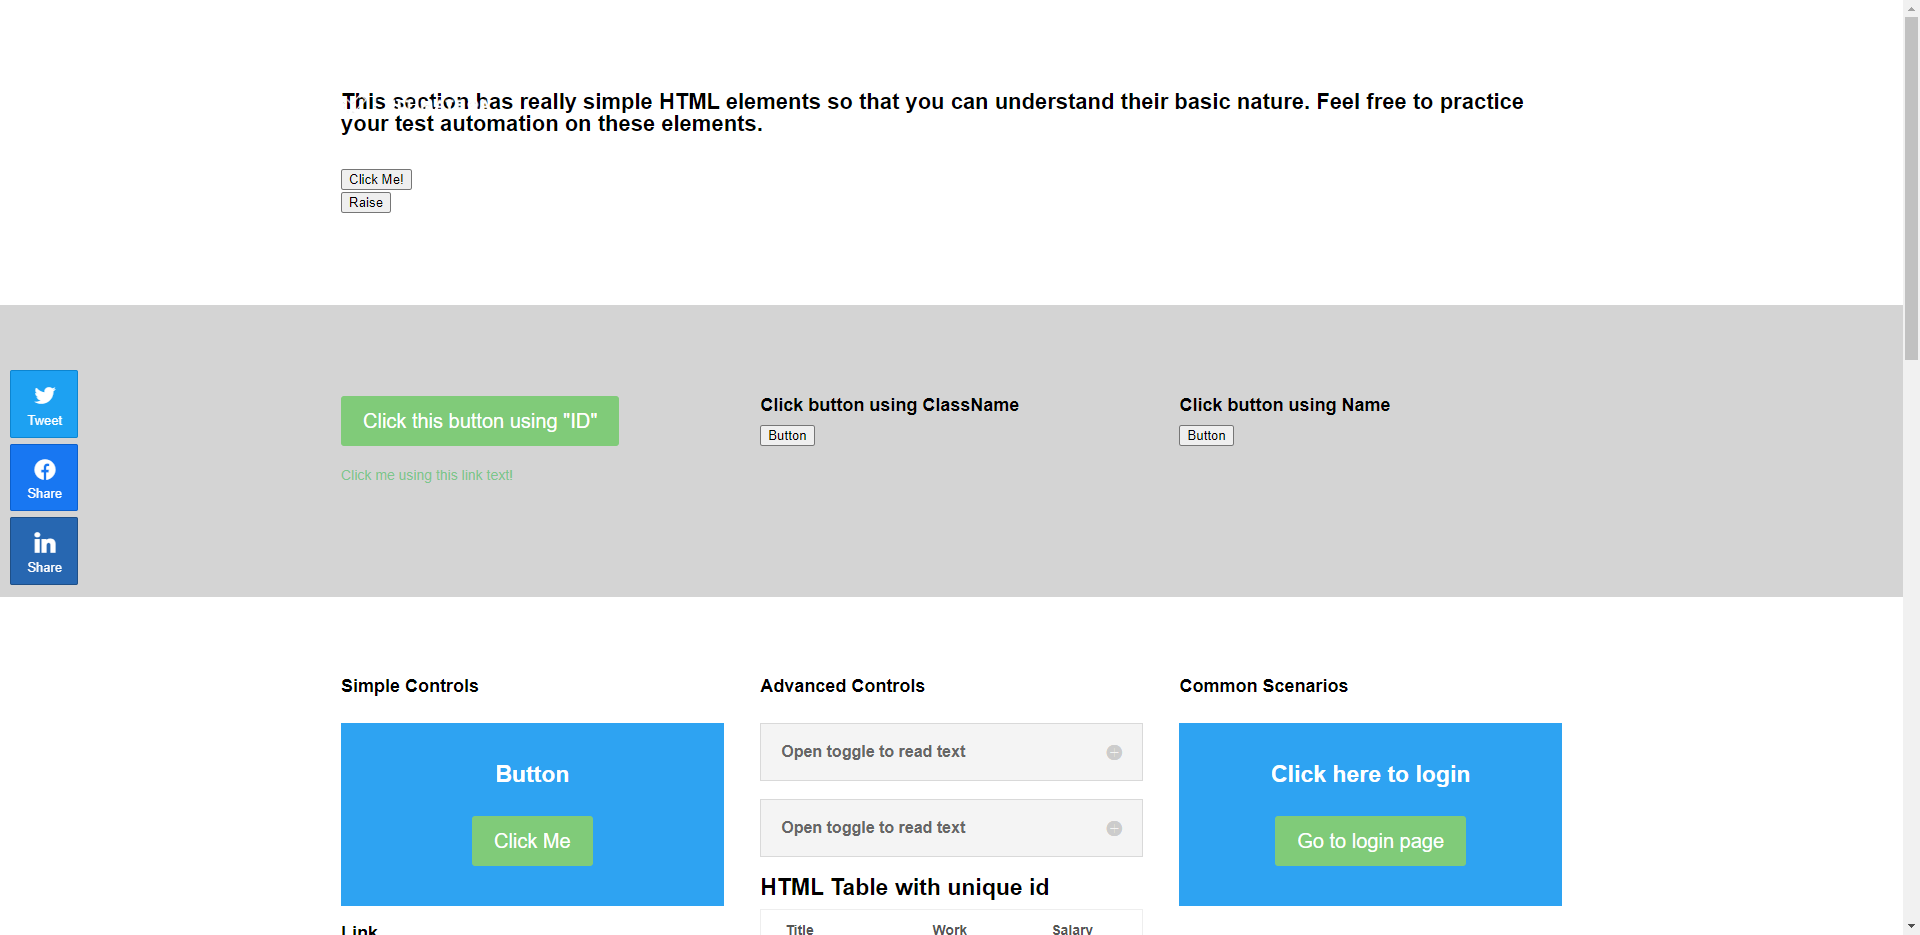 This section has really simple HTML elements so that you can understand their basic nature. Feel free to practice
your test automation on these elements.
Click Me!
Raise
Tweet
Share
Share
Click this button using "ID"
Click me using this link text!
Click button using ClassName
Button
Click button using Name
Button
Simple Controls
Button
Click Me
Link
Advanced Controls
Open toggle to read text
Open toggle to read text
HTML Table with unique id
Title Work Salary
Common Scenarios
Click here to login
Go to login page